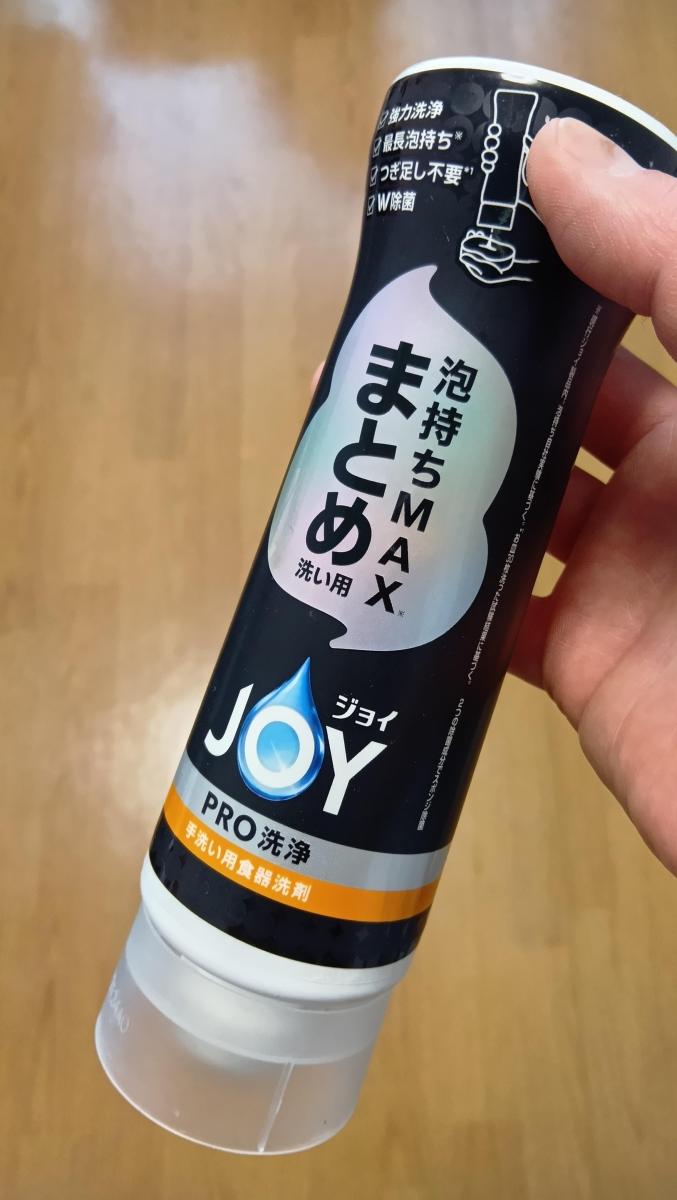 強力洗浄
最長泡持ち※
つぎ足し不要*1
W除菌
泡持ちMAX※
まとめ
洗い用
ジョイ
JOY
PRO洗浄
手洗い用食器洗剤